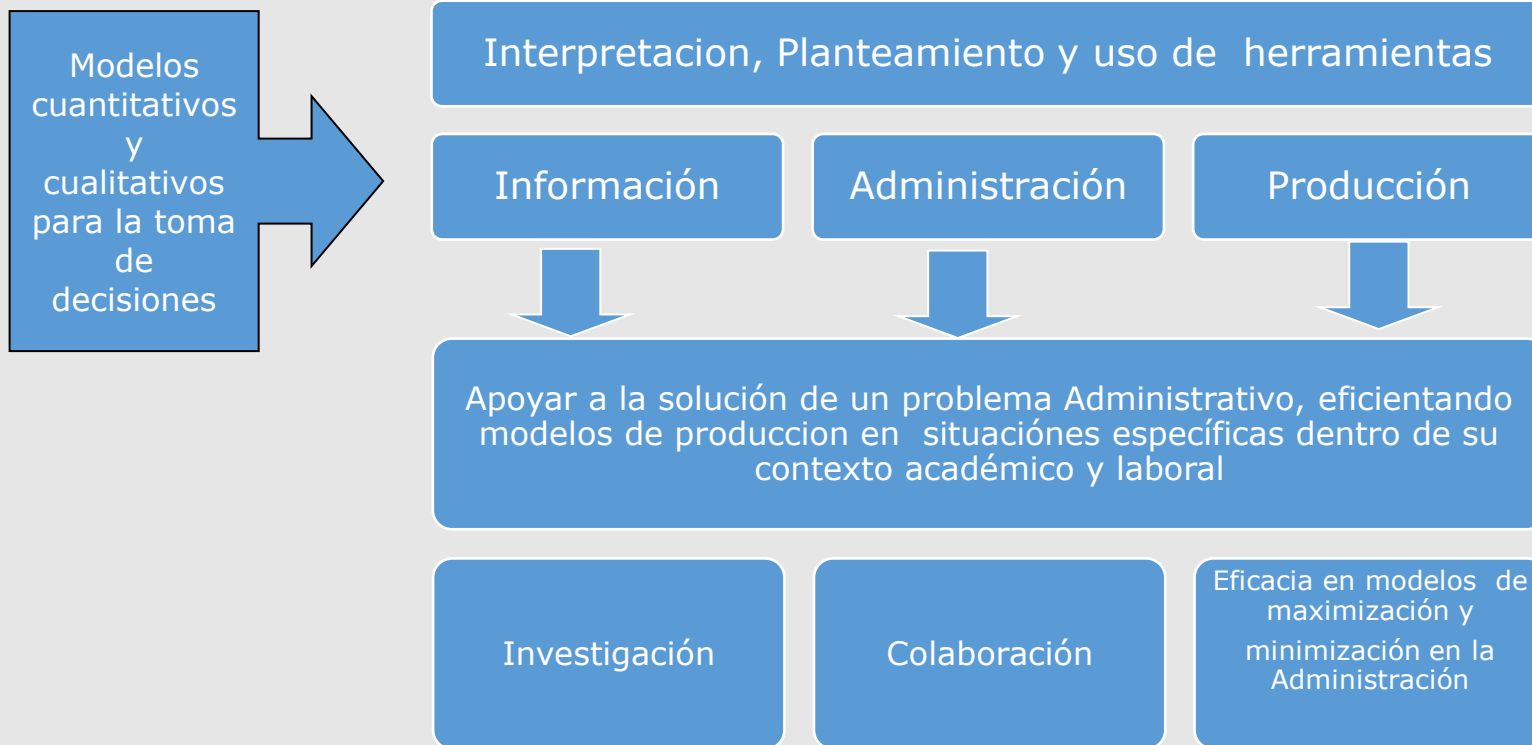 Modelos
cuantitativos
y
cualitativos
para la toma
de
decisiones
Interpretacion, Planteamiento y uso de herramientas
Información
Administración
Producción
Apoyar a la solución de un problema Administrativo, eficientando
modelos de produccion en situaciónes específicas dentro de su
contexto académico y laboral
Investigación
Colaboración
Eficacia en modelos de
maximización y
minimización en la
Administración